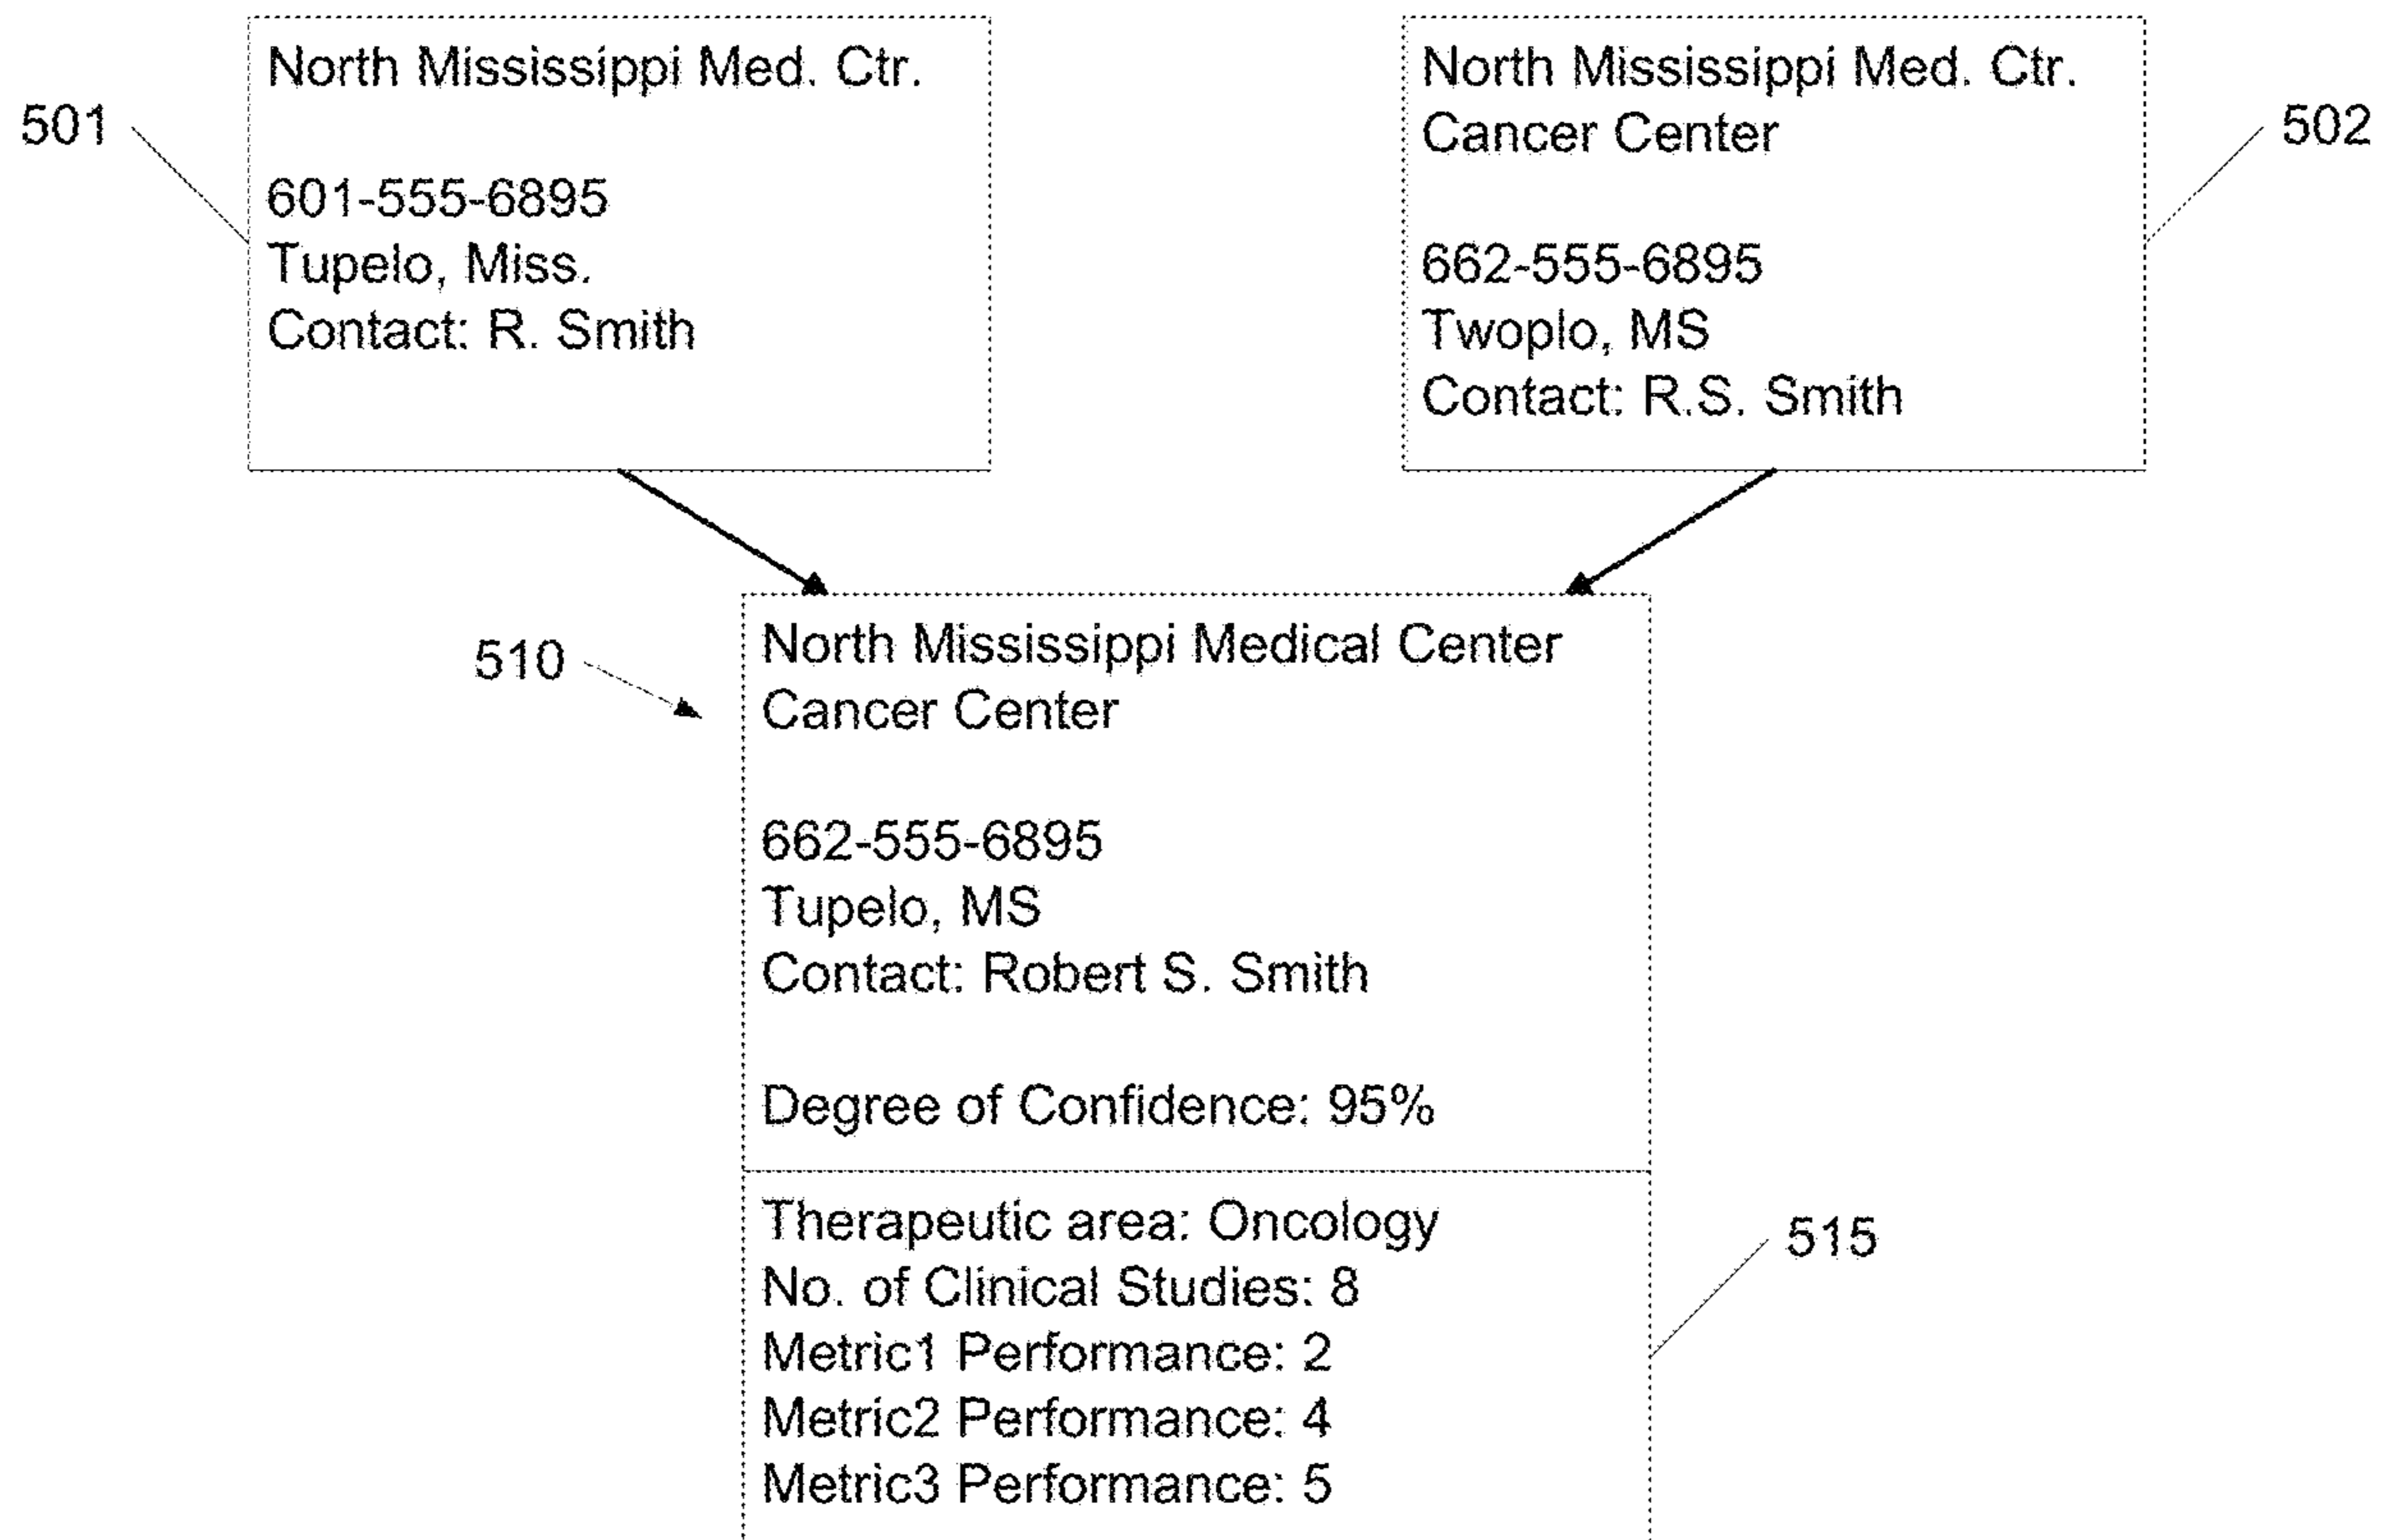 501
North Mississippi Med. Ctr.
601-555-6895
Tupelo, Miss.
Contact: R. Smith
North Mississippi Med. Ctr.
Cancer Center
662-555-6895
Twoplo, MS
Contact: R.S. Smith
502
510
North Mississippi Medical Center
Cancer Center
662-555-6895
Tupelo, MS
Contact: Robert S. Smith
Degree of Confidence: 95%
Therapeutic area: Oncology
No. of Clinical Studies: 8
Metric1 Performance: 2
Metric2 Performance: 4
Metric3 Performance: 5
515